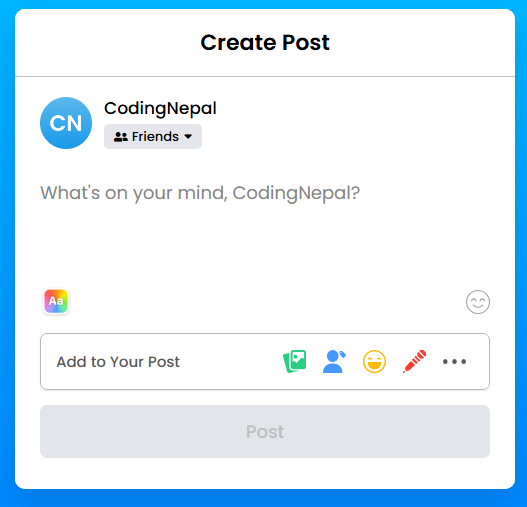 Create Post
CN
CodingNepal
Friends
What's on your mind, CodingNepal?
Aa
Add to Your Post
Post